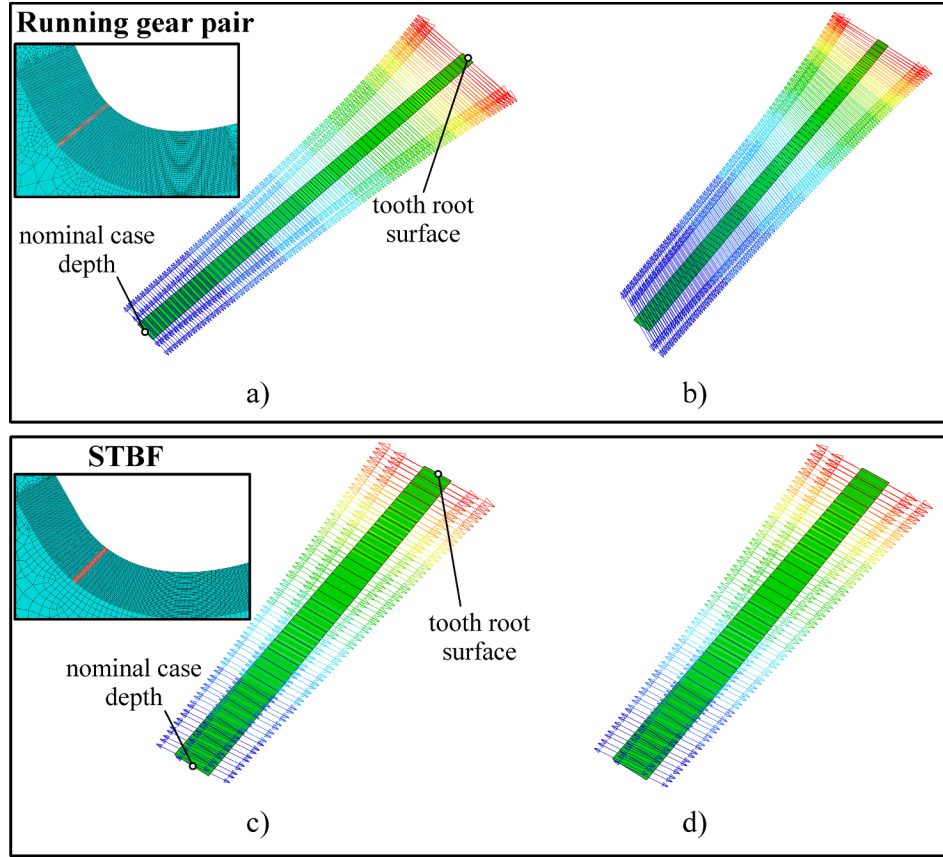 Running gear pair
tooth root
surface
nominal case
depth
a)
b)
STBF
tooth root
surface
nominal case
depth
c)
d)